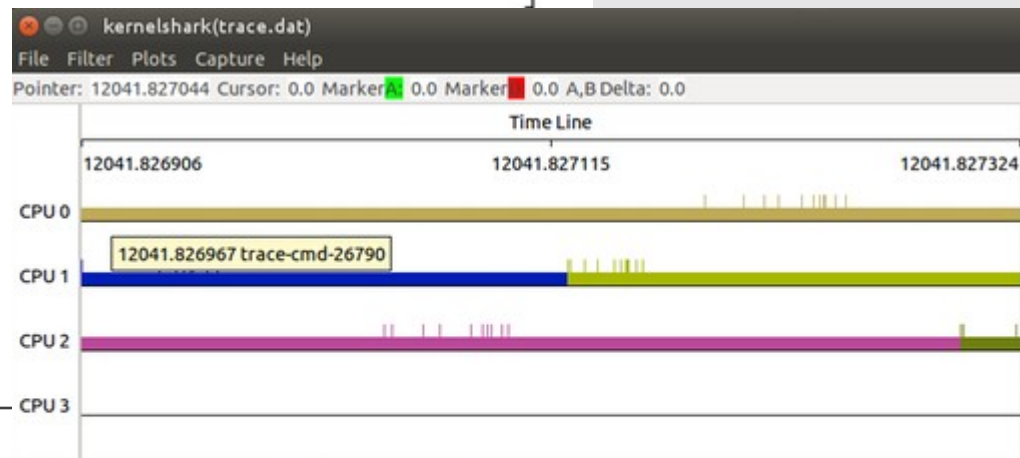 kernelshark(trace.dat)
File Filter Plots Capture Help
Pointer: 12041.827044 Cursor: 0.0 Marker A: 0.0 Marker 0.0 A,B Delta: 0.0
Time Line
12041.826906 12041.827115 12041.827324
CPU 0
12041.826967 trace-cmd-26790
CPU 1
CPU 2
CPU 3